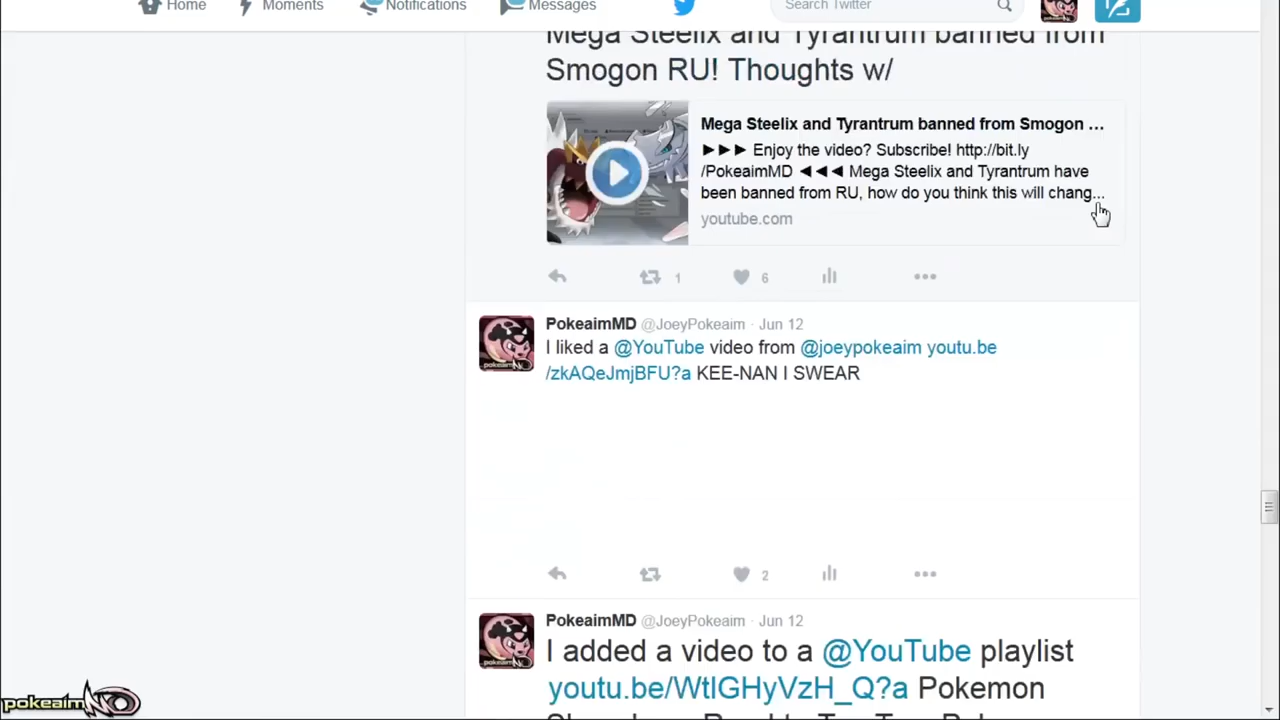 Home Moments Notifications Messages Search Twitter
Mega Steelix and Tyrantrum banned from
Smogon RU! Thoughts w/
Mega Steelix and Tyrantrum banned from Smogon ...
►►► Enjoy the video? Subscribe! http://bit.ly
/PokeaimMD ◄◄◄ Mega Steelix and Tyrantrum have
been banned from RU, how do you think this will chang...
youtube.com
1 6
PokeaimMD @JoeyPokeaim · Jun 12
I liked a @YouTube video from @joeypokeaim youtu.be
/zkAQeJmjBFU?a KEE-NAN I SWEAR
2
PokeaimMD @JoeyPokeaim · Jun 12
I added a video to a @YouTube playlist
youtu.be/WtlGHyVzH_Q?a Pokemon
pokeaim